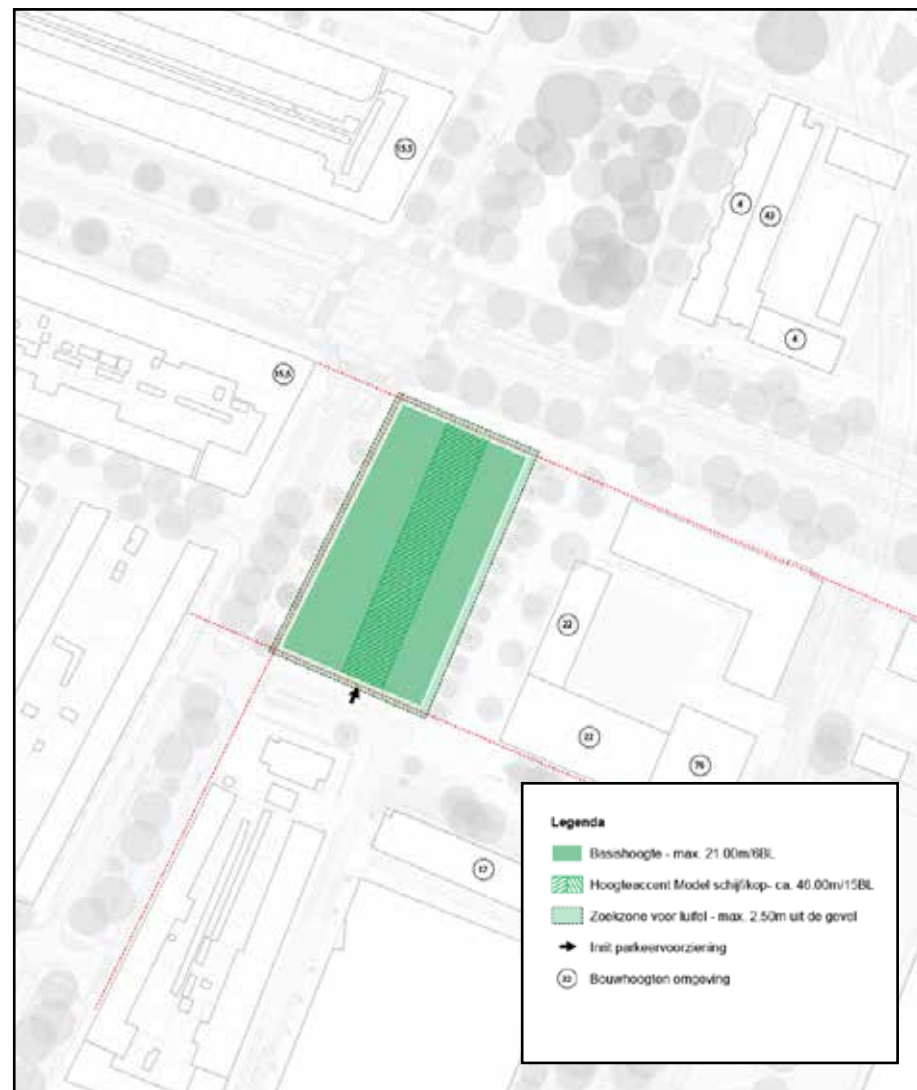 15,5
4
43
4
15,5
22
22
76
17
Legenda
Basishoogte - max. 21.00m/6BL
Hoogteaccent Model schijf/kop- ca. 46.00m/15BL
Zoekzone voor luifel - max. 2.50m uit de gevel
Inrit parkeervoorziening
Bouwhoogten omgeving